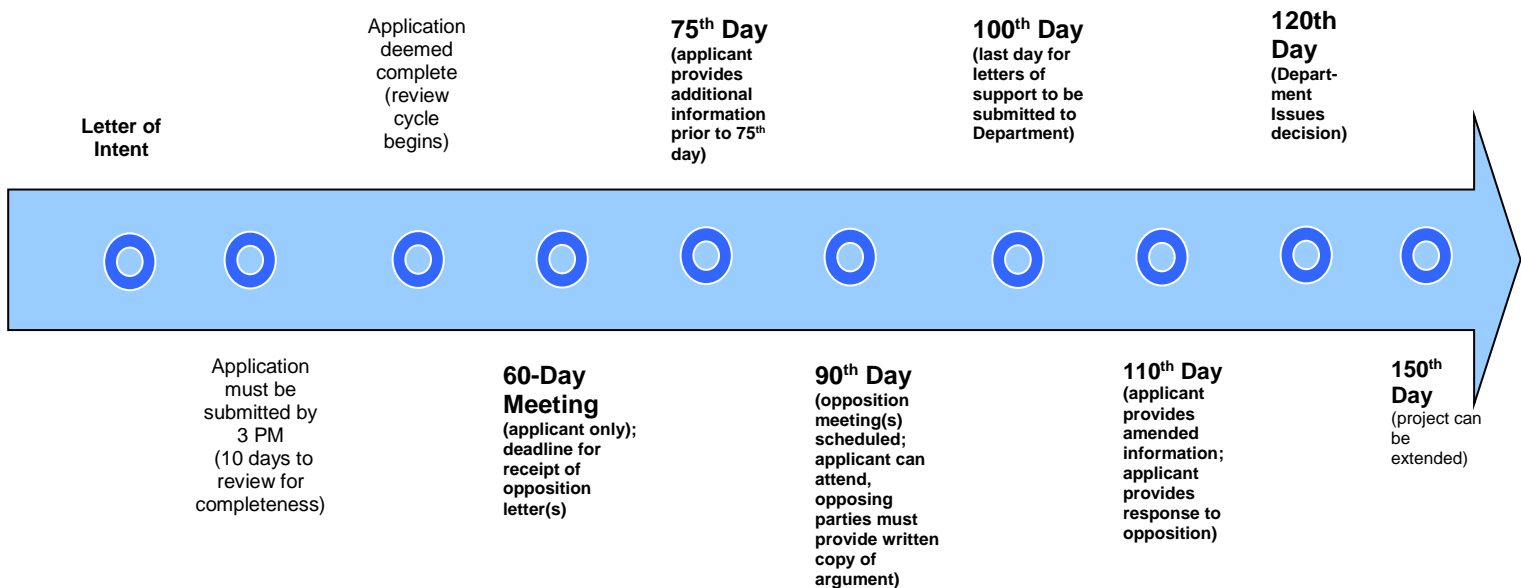 Letter of
Intent
Application
deemed
complete
(review
cycle
begins)
75th Day
(applicant
provides
additional
information
prior to 75th
day)
100th Day
(last day for
letters of
support to be
submitted to
Department)
120th
Day
(Depart-
ment
Issues
decision)
Application
must be
submitted by
3 PM
(10 days to
review for
completeness)
60-Day
Meeting
(applicant only);
deadline for
receipt of
opposition
letter(s)
90th Day
(opposition
meeting(s)
scheduled;
applicant can
attend,
opposing
parties must
provide written
copy of
argument)
110th Day
(applicant
provides
amended
information;
applicant
provides
response to
opposition)
150th
Day
(project can
be
extended)